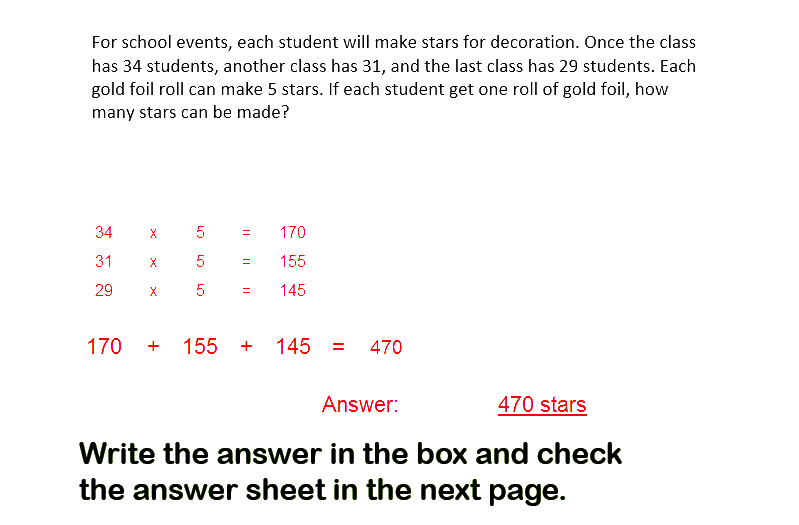 For school events, each student will make stars for decoration. Once the class
has 34 students, another class has 31, and the last class has 29 students. Each
gold foil roll can make 5 stars. If each student get one roll of gold foil, how
many stars can be made?
34 x 5 = 170
31 x 5 = 155
29 x 5 = 145
170 + 155 + 145 = 470
Answer: 470 stars
Write the answer in the box and check
the answer sheet in the next page.